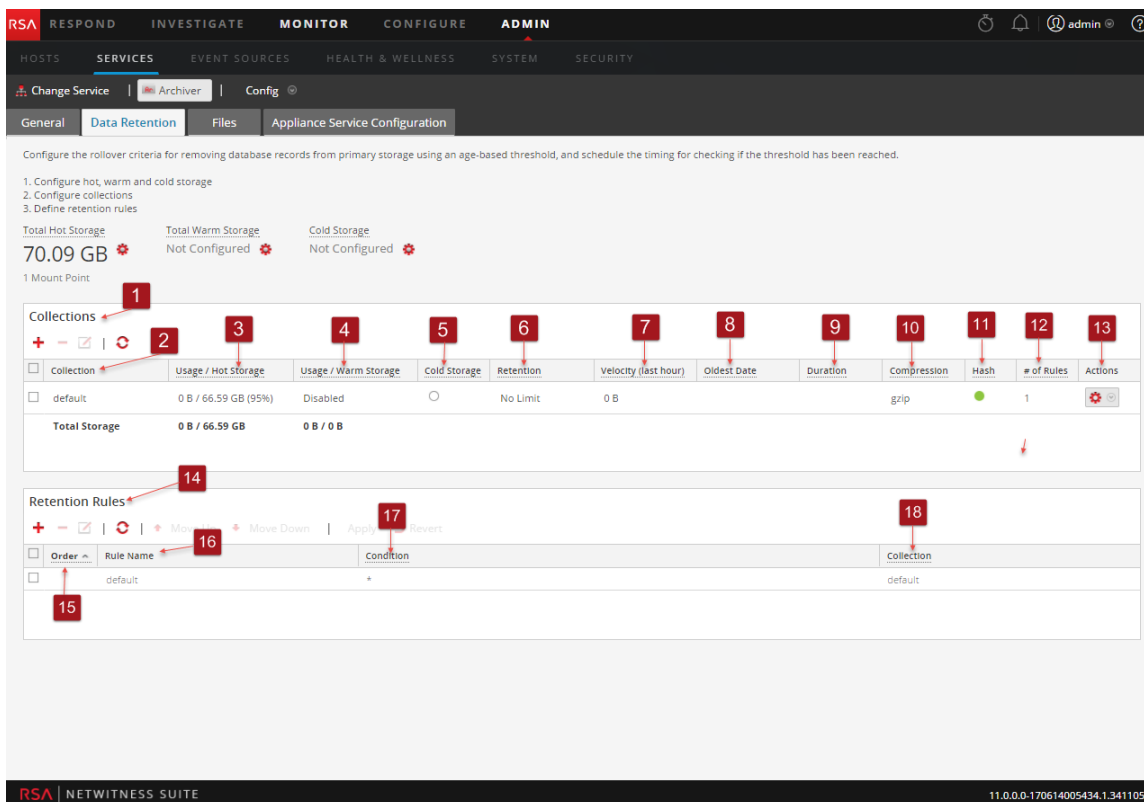 RSA RESPOND INVESTIGATE MONITOR CONFIGURE ADMIN admin
HOSTS SERVICES EVENT SOURCES HEALTH & WELLNESS SYSTEM SECURITY
Change Service | Archiver | Config
General Data Retention Files Appliance Service Configuration
Configure the rollover criteria for removing database records from primary storage using an age-based threshold, and schedule the timing for checking if the threshold has been reached.
1. Configure hot, warm and cold storage
2. Configure collections
3. Define retention rules
Total Hot Storage Total Warm Storage Cold Storage
70.09 GB Not Configured Not Configured
1 Mount Point
1
Collections
2 3 4 5 6 7 8 9 10 11 12 13
Collection Usage / Hot Storage Usage / Warm Storage Cold Storage Retention Velocity (last hour) Oldest Date Duration Compression Hash # of Rules Actions
default 0 B / 66.59 GB (95%) Disabled No Limit 0 B gzip 1
Total Storage 0 B / 66.59 GB 0 B / 0 B
14
Retention Rules
17 18
Move Down | Revert
16
Order Rule Name Condition Collection
default * default
15
RSA | NETWITNESS SUITE 11.0.0.0-170614005434.1.341105